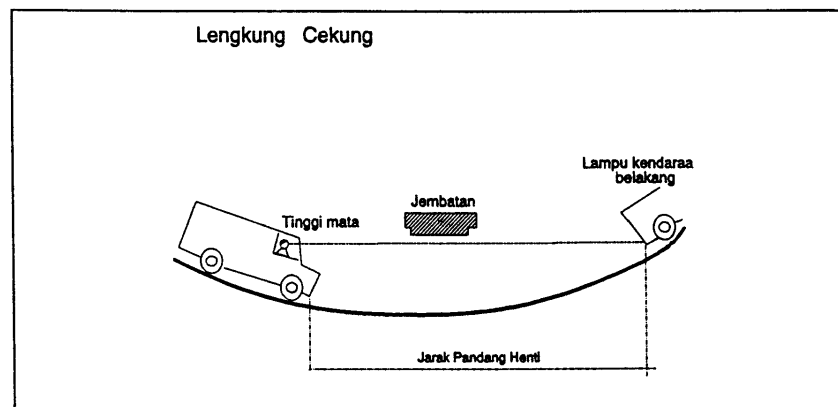 Lengkung Cekung
Lampu kendaraa
belakang
Jembatan
Tinggi mata
Jarak Pandang Henti